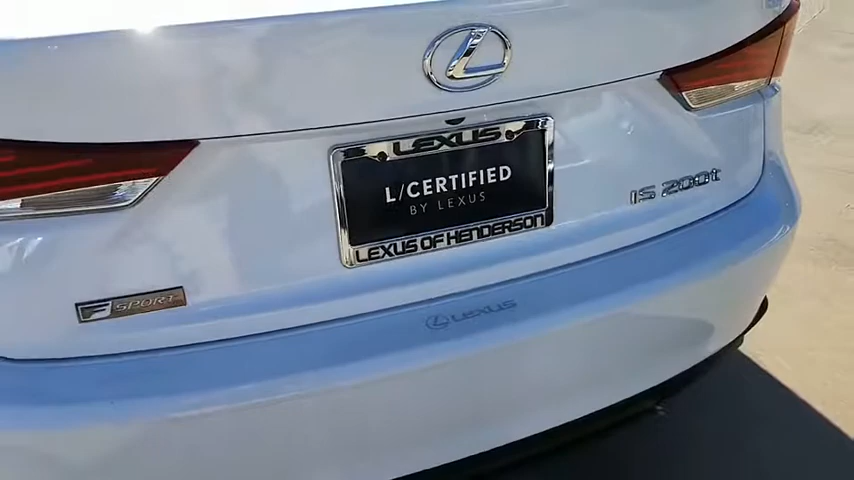 LEXUS
L/CERTIFIED
BY LEXUS
LEXUS OF HENDERSON
IS 200t
F SPORT
LEXUS